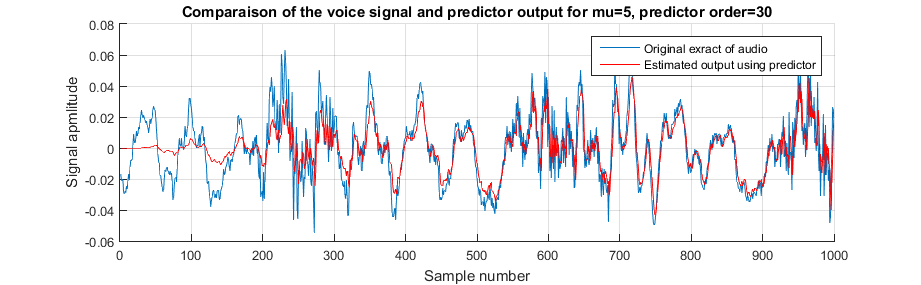 Comparaison of the voice signal and predictor output for mu=5, predictor order=30
0.08
0.06
0.04
0.02
0
-0.02
-0.04
-0.06
Signal apmlitude
Original exract of audio
Estimated output using predictor
0 100 200 300 400 500 600 700 800 900 1000
Sample number